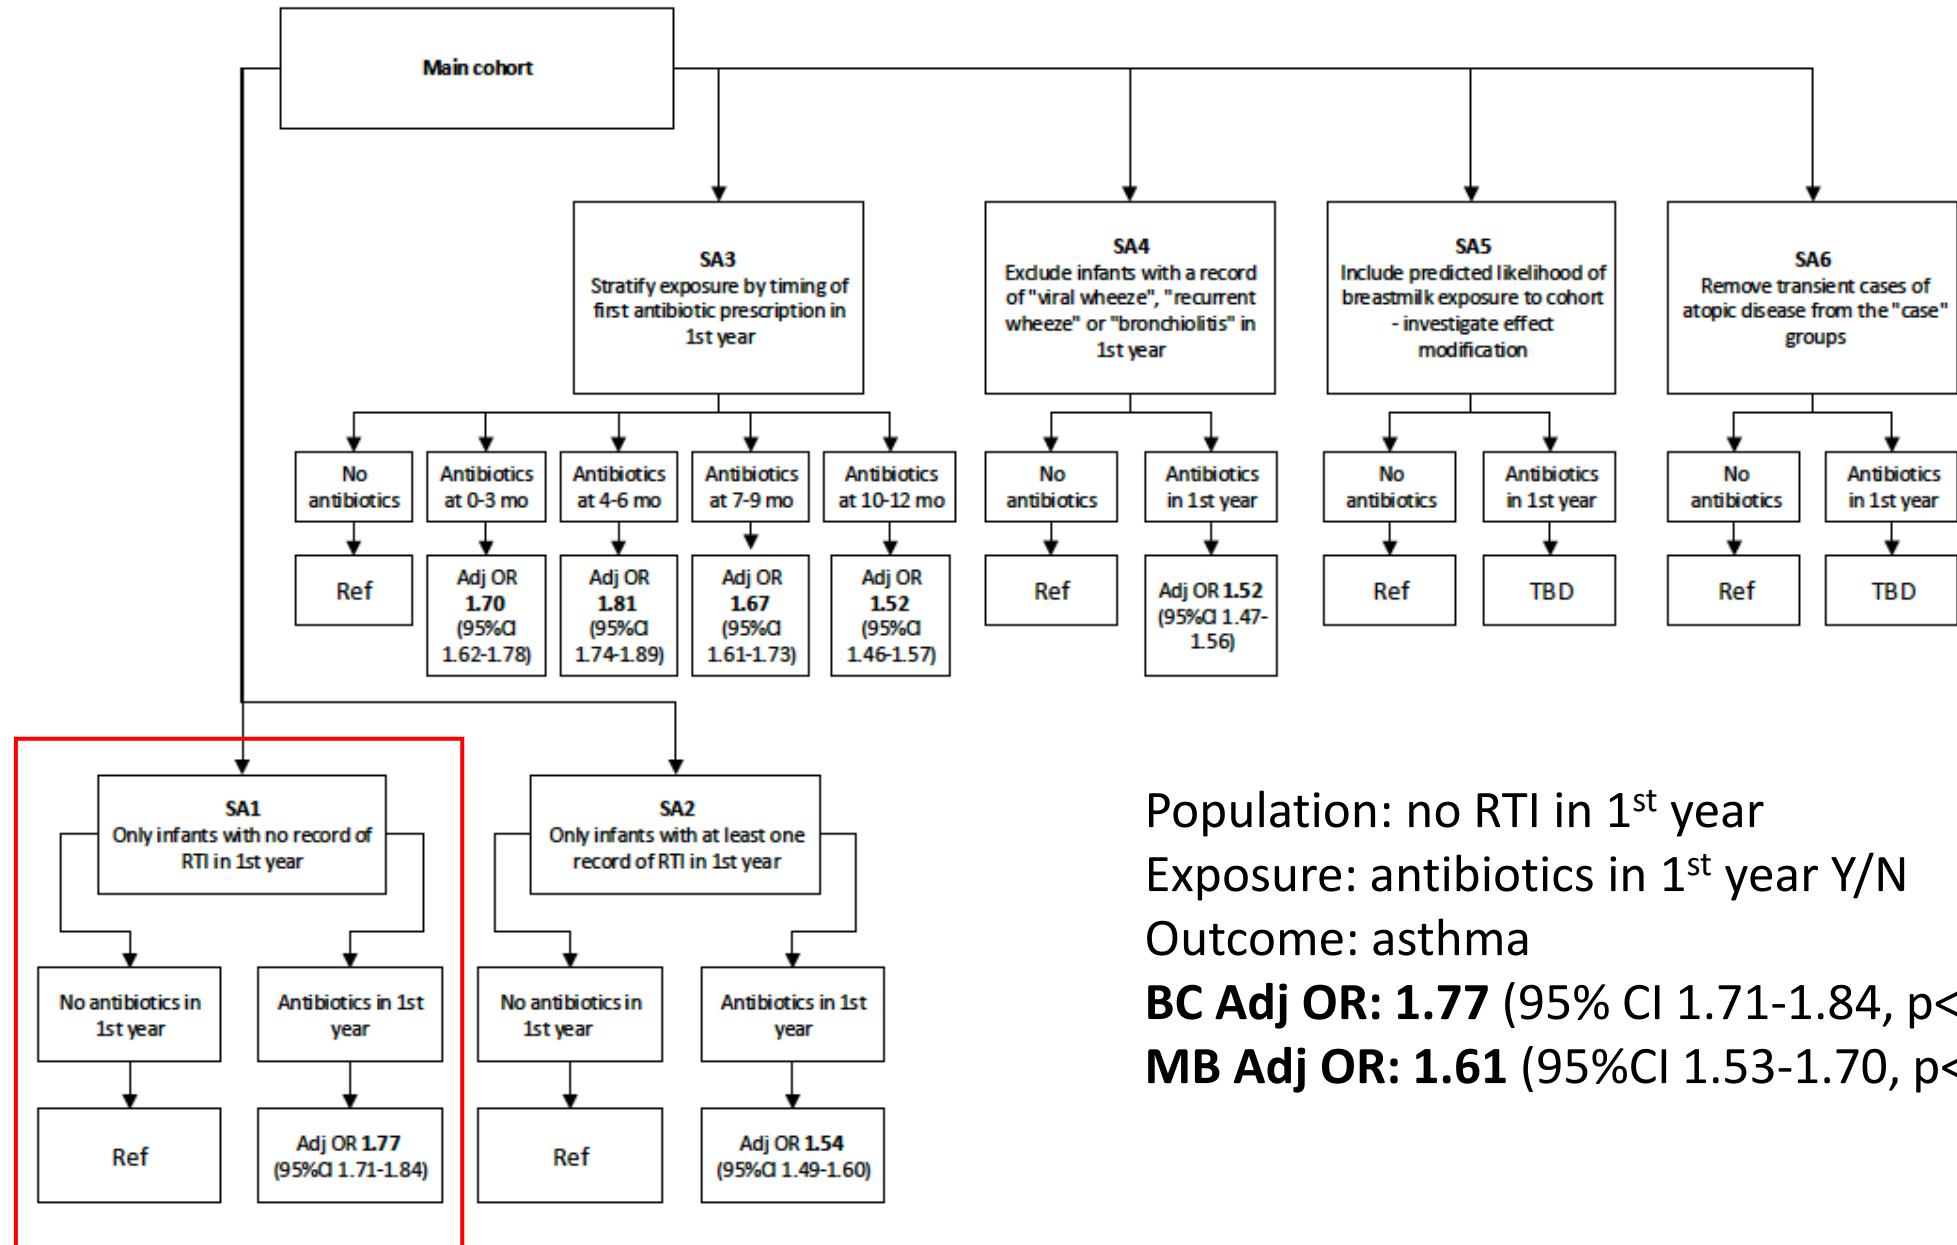 Main cohort
SA3
Stratify exposure by timing of
first antibiotic prescription in
1st year
SA4
Exclude infants with a record
of "viral wheeze", "recurrent
wheeze" or "bronchiolitis" in
1st year
SA5
Include predicted likelihood of
breastmilk exposure to cohort
- investigate effect
modification
SA6
Remove transient cases of
atopic disease from the "case"
groups
No
antibiotics
Antibiotics
at 0-3 mo
Antibiotics
at 4-6 mo
Antibiotics
at 7-9 mo
Antibiotics
at 10-12 mo
No
antibiotics
Antibiotics
in 1st year
No
antibiotics
Antibiotics
in 1st year
No
antibiotics
Antibiotics
in 1st year
Ref
Adj OR
1.70
(95%CI
1.62-1.78)
Adj OR
1.81
(95%CI
1.74-1.89)
Adj OR
1.67
(95%CI
1.61-1.73)
Adj OR
1.52
(95%CI
1.46-1.57)
Ref
Adj OR 1.52
(95%CI 1.47-
1.56)
Ref
TBD
Ref
TBD
SA1
Only infants with no record of
RTI in 1st year
SA2
Only infants with at least one
record of RTI in 1st year
No antibiotics in
1st year
Antibiotics in 1st
year
No antibiotics in
1st year
Antibiotics in 1st
year
Ref
Adj OR 1.77
(95%CI 1.71-1.84)
Ref
Adj OR 1.54
(95%CI 1.49-1.60)
Population: no RTI in 1st year
Exposure: antibiotics in 1st year Y/N
Outcome: asthma
BC Adj OR: 1.77 (95% CI 1.71-1.84, p<
MB Adj OR: 1.61 (95%CI 1.53-1.70, p<